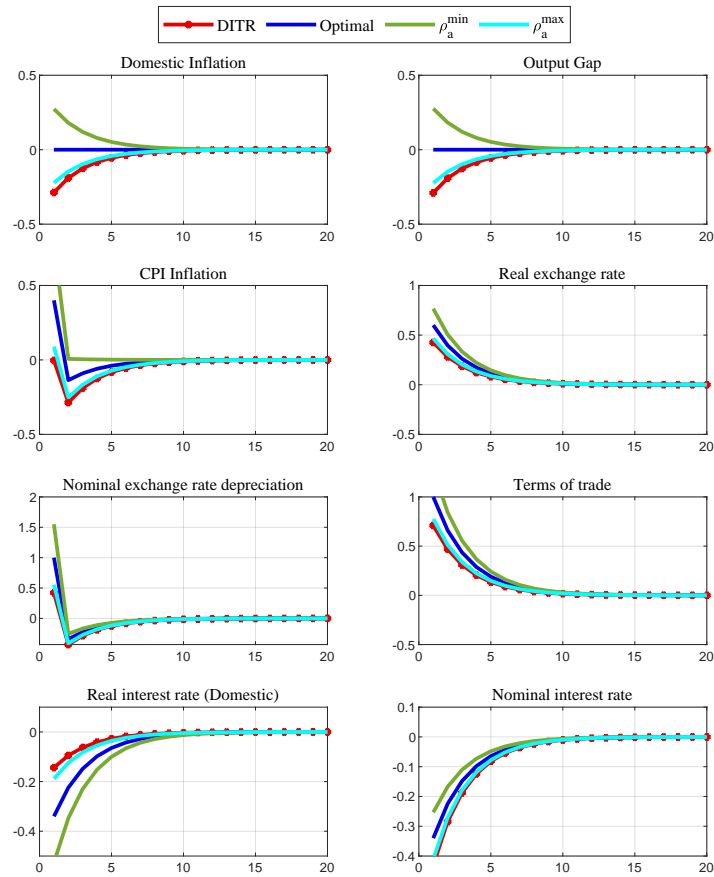 DITR Optimal ρ_a^min ρ_a^max
Domestic Inflation
0.5
0
-0.5
0 5 10 15 20
Output Gap
0.5
0
-0.5
0 5 10 15 20
CPI Inflation
0.5
0
-0.5
0 5 10 15 20
Real exchange rate
1
0.5
0
-0.5
0 5 10 15 20
Nominal exchange rate depreciation
2
1.5
1
0.5
0
0 5 10 15 20
Terms of trade
1
0.5
0
-0.5
0 5 10 15 20
Real interest rate (Domestic)
0
-0.2
-0.4
0 5 10 15 20
Nominal interest rate
0.1
0
-0.1
-0.2
-0.3
-0.4
0 5 10 15 20